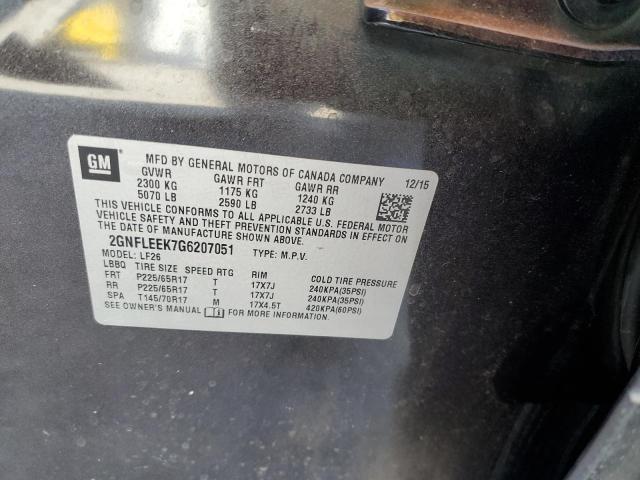 GM
MFD BY GENERAL MOTORS OF CANADA COMPANY 12/15
GVWR GAWR FRT GAWR RR
2300 KG 1175 KG 1240 KG
5070 LB 2590 LB 2733 LB
THIS VEHICLE CONFORMS TO ALL APPLICABLE U.S. FEDERAL MOTOR
VEHICLE SAFETY AND THEFT PREVENTION STANDARDS IN EFFECT ON
THE DATE OF MANUFACTURE SHOWN ABOVE.
2GNFLEEK7G6207051 TYPE: M.P.V.
MODEL: LF26
LBBQ TIRE SIZE SPEED RTG RIM COLD TIRE PRESSURE
FRT P225/65R17 T 17X7J 240KPA(35PSI)
RR P225/65R17 T 17X7J 240KPA(35PSI)
SPA T145/70R17 M 17X4.5T 420KPA(60PSI)
SEE OWNER'S MANUAL FOR MORE INFORMATION.